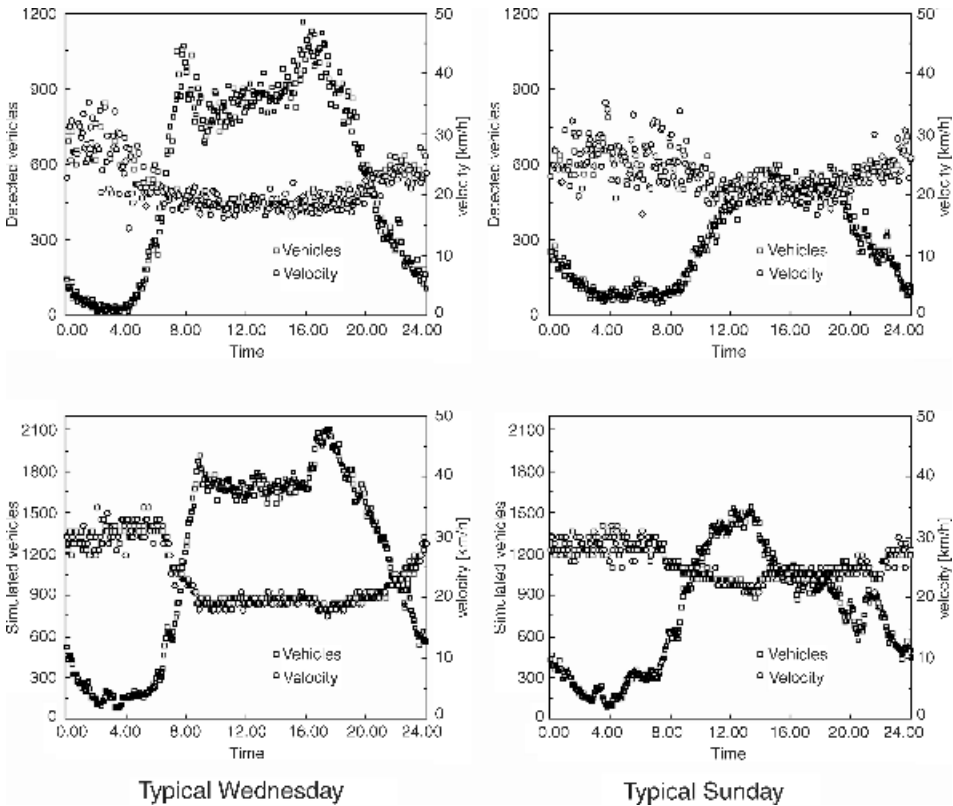 1200
900
600
300
0
Detected vehicles
50
40
30
20
10
0
velocity [km/h]
Vehicles
Velocity
0.00 4.00 8.00 12.00 16.00 20.00 24.00
Time
1200
900
600
300
0
Detected vehicles
50
40
30
20
10
0
velocity [km/h]
Vehicles
Velocity
0.00 4.00 8.00 12.00 16.00 20.00 24.00
Time
2100
1800
1500
1200
900
600
300
0
Simulated vehicles
50
40
30
20
10
0
velocity [km/h]
Vehicles
Velocity
0.00 4.00 8.00 12.00 16.00 20.00 24.00
Time
2100
1800
1500
1200
900
600
300
0
Simulated vehicles
50
40
30
20
10
0
velocity [km/h]
Vehicles
Velocity
0.00 4.00 8.00 12.00 16.00 20.00 24.00
Time
Typical Wednesday
Typical Sunday